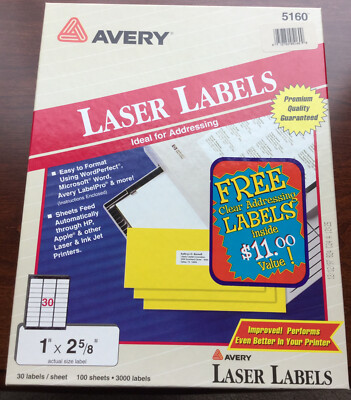 AVERY
5160
LASER LABELS
Ideal for Addressing
Premium
Quality
Guaranteed
• Easy to Format
Using WordPerfect,
Microsoft Word,
Avery LabelPro & more!
(Instructions Enclosed)
• Sheets Feed
Automatically
through HP,
Apple & other
Laser & Ink Jet
Printers.
FREE
Clear Addressing
LABELS
inside
$11.00
Value!
30
1" x 2 5/8"
actual size label
30 labels / sheet 100 sheets • 3000 labels
Improved! Performs
Even Better In Your Printer
AVERY
LASER LABELS